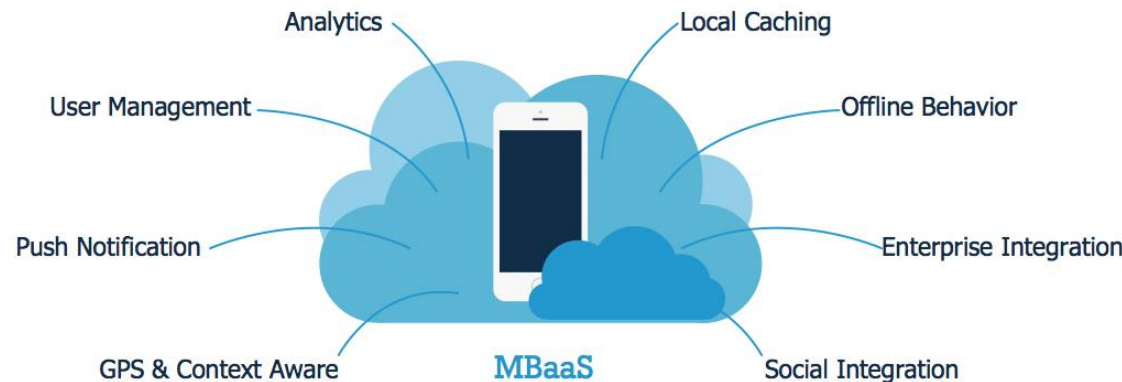 Analytics
Local Caching
User Management
Offline Behavior
Push Notification
Enterprise Integration
GPS & Context Aware
MBaaS
Social Integration